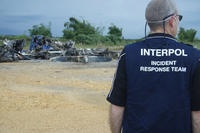 INTERPOL
INCIDENT
RESPONSE TEAM